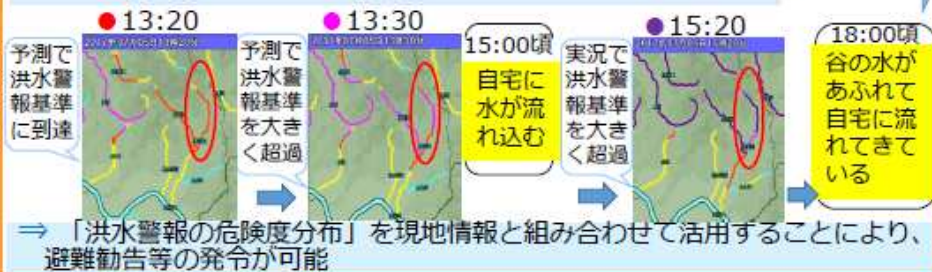 13:20
13:30
15:20
予測で
洪水警
報基準
に到達
予測で
洪水警
報基準
を大き
く超過
15:00頃
自宅に
水が流
れ込む
実況で
洪水警
報基準
を大き
く超過
18:00頃
谷の水が
あふれて
自宅に流
れてきて
いる
⇒ 「洪水警報の危険度分布」を現地情報と組み合わせて活用することにより、
避難勧告等の発令が可能